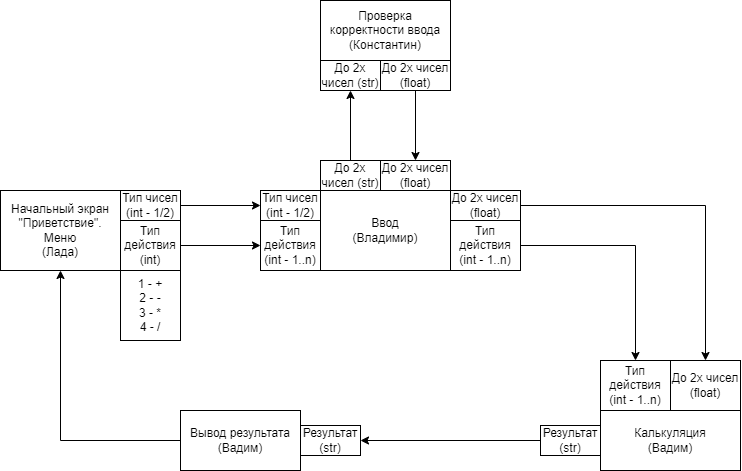 Проверка
корректности ввода
(Константин)
До 2х
чисел (str)
До 2х чисел
(float)
До 2х
чисел (str)
До 2х чисел
(float)
Начальный экран
"Приветствие".
Меню
(Лада)
Тип чисел
(int - 1/2)
Тип
действия
(int)
1 - +
2 - -
3 - *
4 - /
Тип чисел
(int - 1/2)
Тип
действия
(int - 1..n)
Ввод
(Владимир)
До 2х чисел
(float)
Тип
действия
(int - 1..n)
Тип
действия
(int - 1..n)
До 2х чисел
(float)
Вывод результата
(Вадим)
Результат
(str)
Результат
(str)
Калькуляция
(Вадим)